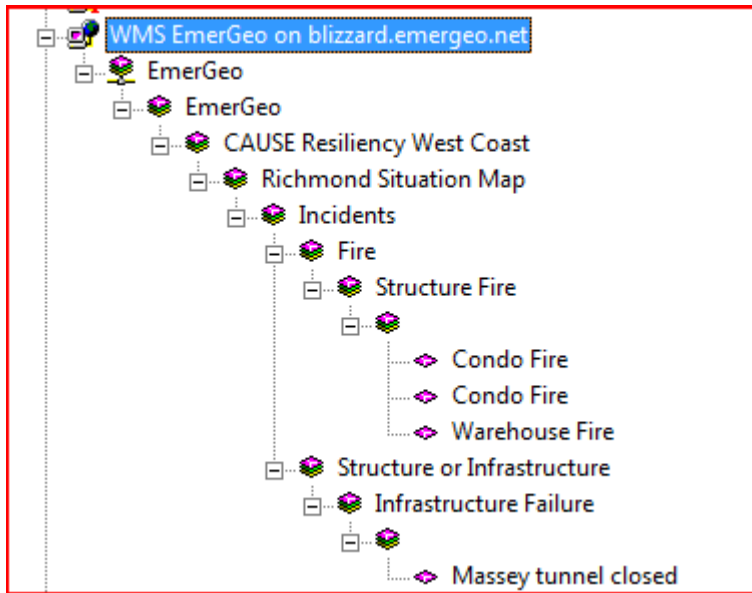 WMS EmerGeo on blizzard.emergeo.net
EmerGeo
EmerGeo
CAUSE Resiliency West Coast
Richmond Situation Map
Incidents
Fire
Structure Fire
Condo Fire
Condo Fire
Warehouse Fire
Structure or Infrastructure
Infrastructure Failure
Massey tunnel closed